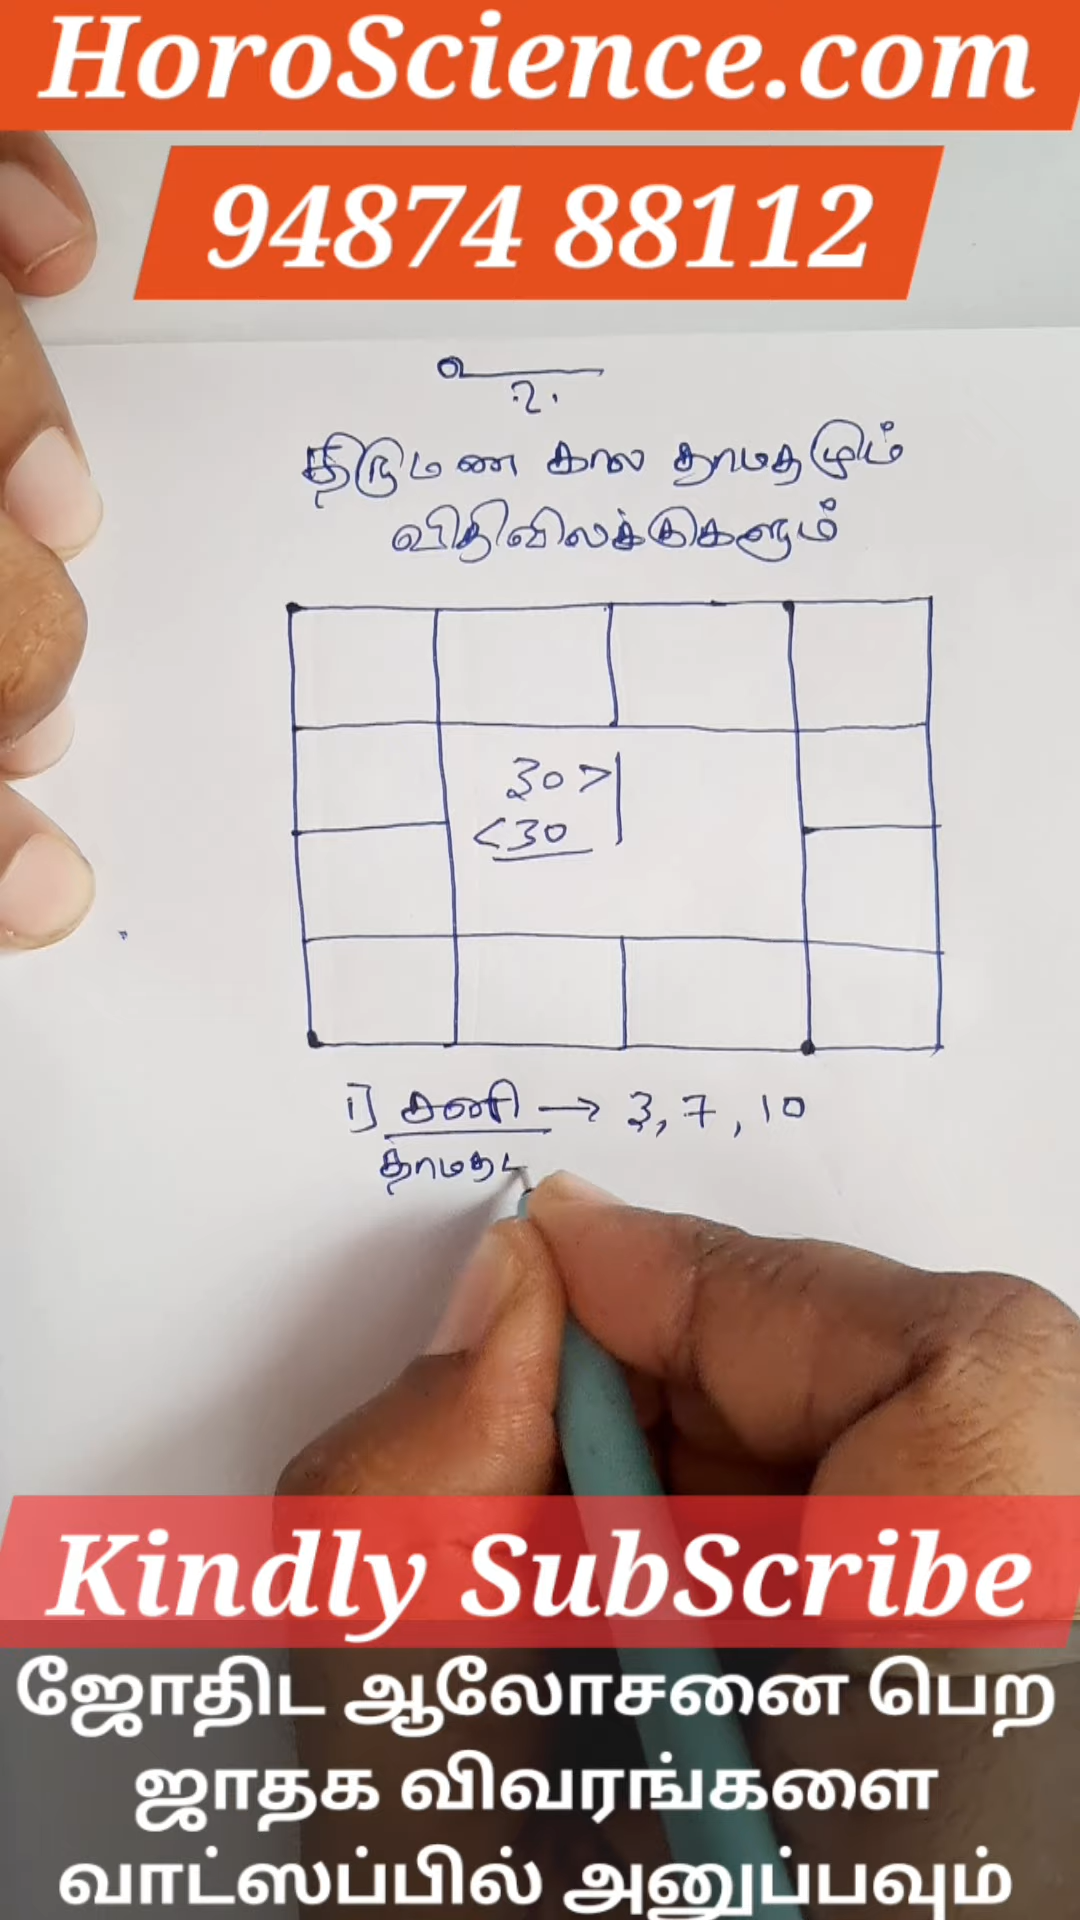 HoroScience.com
94874 88112
உ
திருமண கால தாமதமும்
விதிவிலக்குகளும்
30 >
< 30
1] சனி → 3, 7, 10
தாமத
Kindly SubScribe
ஜோதிட ஆலோசனை பெற
ஜாதக விவரங்களை
வாட்ஸப்பில் அனுப்பவும்